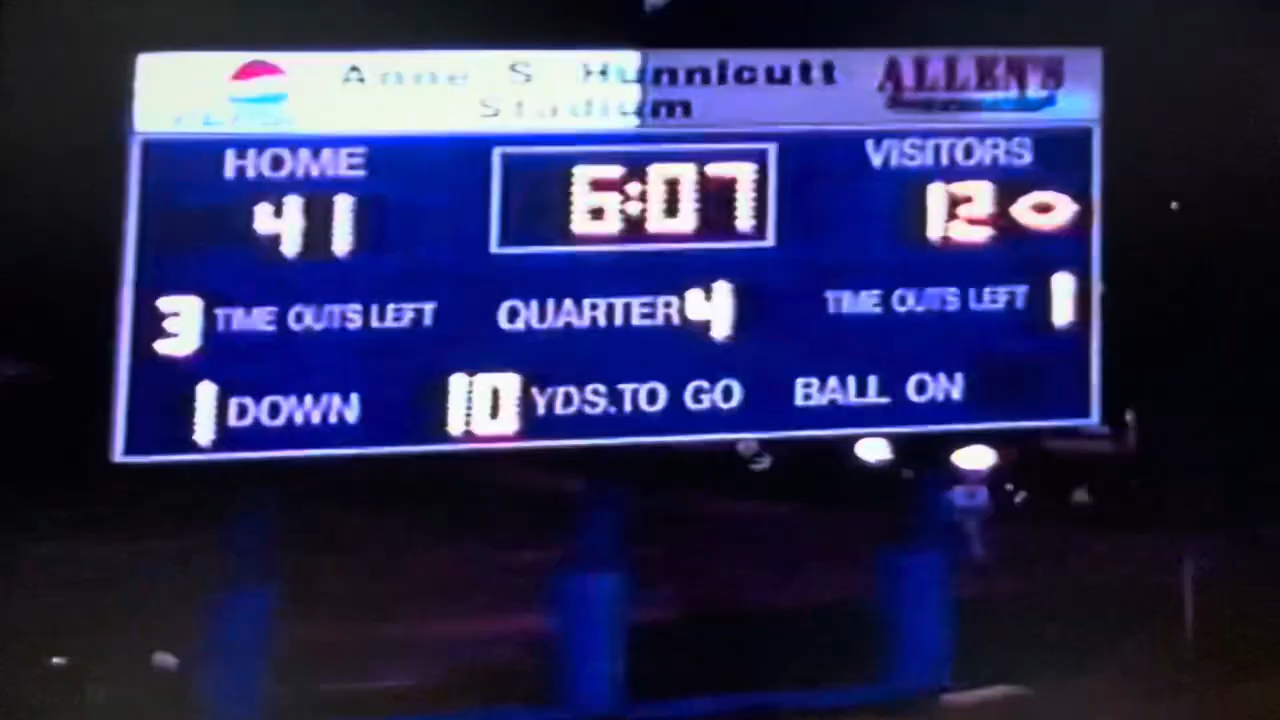 Anne S. Hunnicutt
Stadium
ALLEN'S
HOME
41
6:07
VISITORS
12
3 TIME OUTS LEFT
QUARTER 4
TIME OUTS LEFT 1
1 DOWN
10 YDS.TO GO
BALL ON